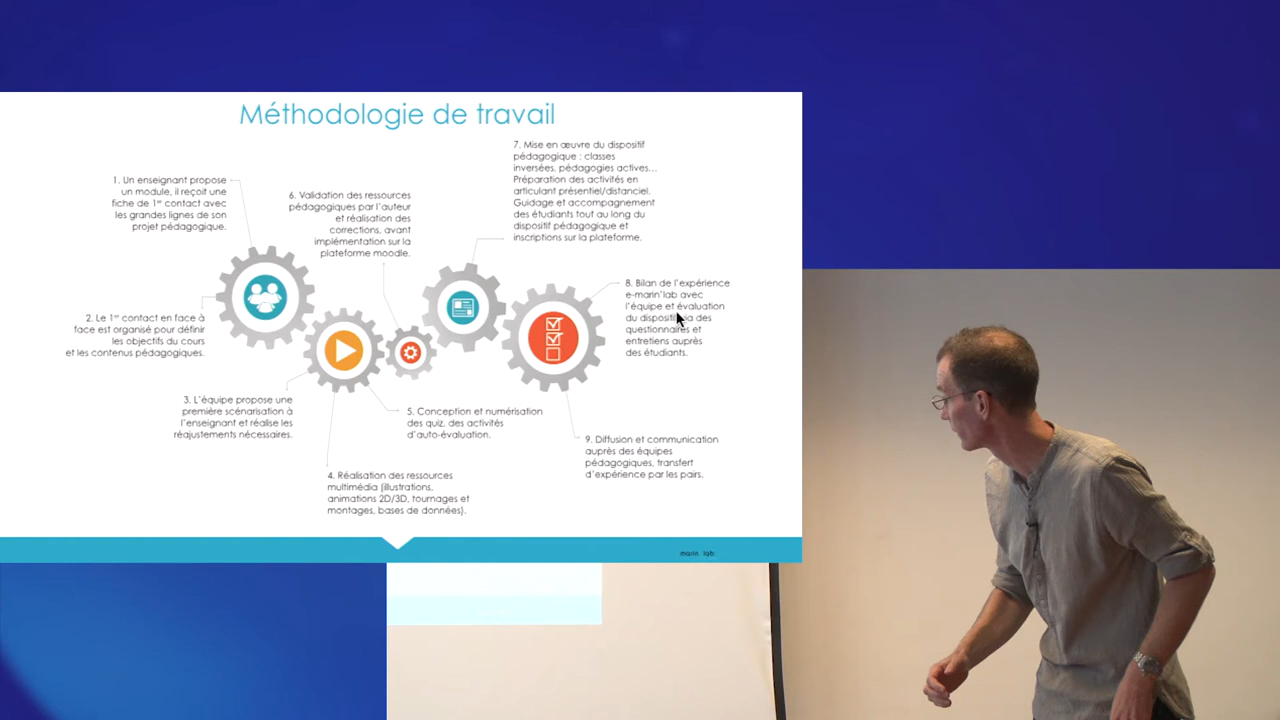 Méthodologie de travail
1. Un enseignant propose
un module, il reçoit une
fiche de 1er contact avec
les grandes lignes de son
projet pédagogique.
2. Le 1er contact en face à
face est organisé pour définir
les objectifs du cours
et les contenus pédagogiques.
3. L'équipe propose une
première scénarisation à
l'enseignant et réalise les
réajustements nécessaires.
4. Réalisation des ressources
multimédia (illustrations,
animations 2D/3D, tournages et
montages, bases de données).
5. Conception et numérisation
des quiz, des activités
d'auto-évaluation.
6. Validation des ressources
pédagogiques par l'auteur
et réalisation des
corrections, avant
implémentation sur la
plateforme moodle.
7. Mise en œuvre du dispositif
pédagogique : classes
inversées, pédagogies actives…
Préparation des activités en
articulant présentiel/distanciel.
Guidage et accompagnement
des étudiants tout au long du
dispositif pédagogique et
inscriptions sur la plateforme.
8. Bilan de l'expérience
e-marin'lab avec
l'équipe et évaluation
du dispositif via des
questionnaires et
entretiens auprès
des étudiants.
9. Diffusion et communication
auprès des équipes
pédagogiques, transfert
d'expérience par les pairs.
marin lab